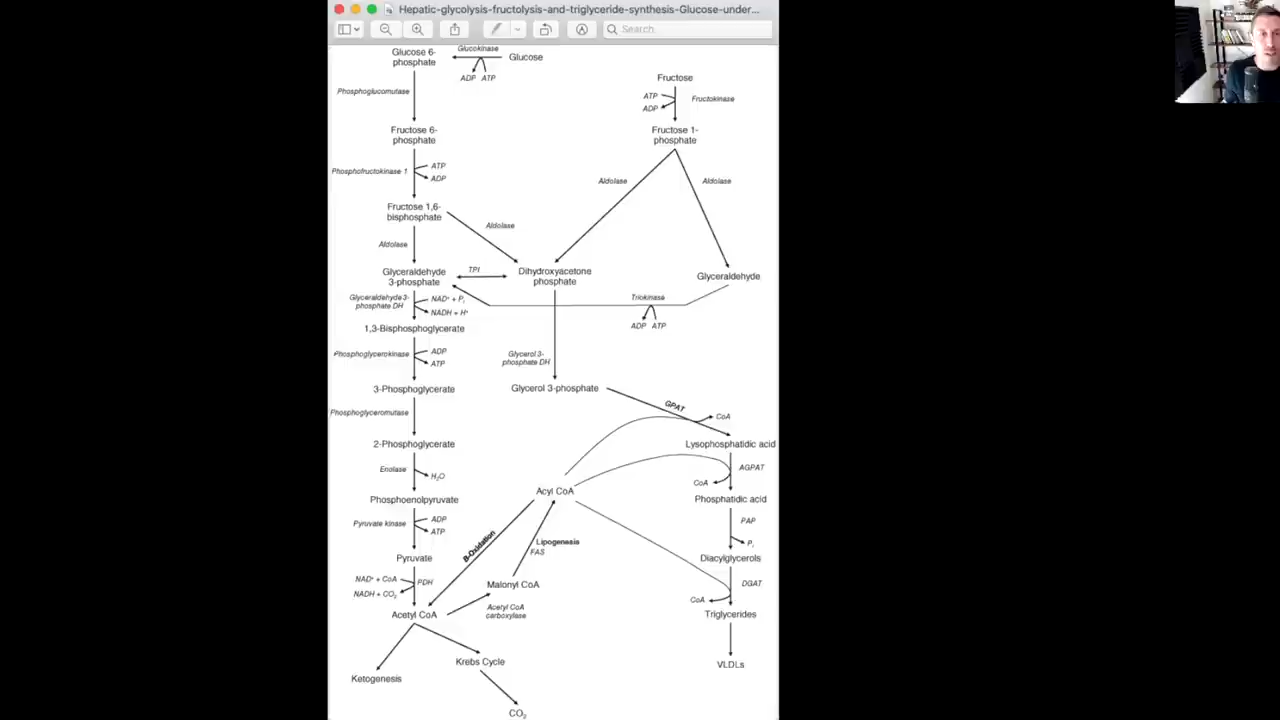 Hepatic-glycolysis-fructolysis-and-triglyceride-synthesis-Glucose-under...
Search
Glucose 6-
phosphate
Glucokinase
Glucose
ADP ATP
Phosphoglucomutase
Fructose 6-
phosphate
Phosphofructokinase 1
ATP
ADP
Fructose 1,6-
bisphosphate
Aldolase
Aldolase
Glyceraldehyde
3-phosphate
TPI
Dihydroxyacetone
phosphate
Fructose
ATP
ADP
Fructokinase
Fructose 1-
phosphate
Aldolase
Aldolase
Glyceraldehyde
Triokinase
ADP ATP
Glyceraldehyde 3-
phosphate DH
NAD⁺ + Pᵢ
NADH + H⁺
1,3-Bisphosphoglycerate
Phosphoglycerokinase
ADP
ATP
3-Phosphoglycerate
Phosphoglyceromutase
2-Phosphoglycerate
Enolase
H₂O
Phosphoenolpyruvate
Pyruvate kinase
ADP
ATP
Pyruvate
NAD⁺ + CoA
NADH + CO₂
PDH
Acetyl CoA
Ketogenesis
Krebs Cycle
CO₂
Glycerol 3-
phosphate DH
Glycerol 3-phosphate
GPAT
CoA
Lysophosphatidic acid
AGPAT
CoA
Acyl CoA
Phosphatidic acid
PAP
Pᵢ
Β-Oxidation
Lipogenesis
FAS
Malonyl CoA
Acetyl CoA
carboxylase
Diacylglycerols
DGAT
CoA
Triglycerides
VLDLs